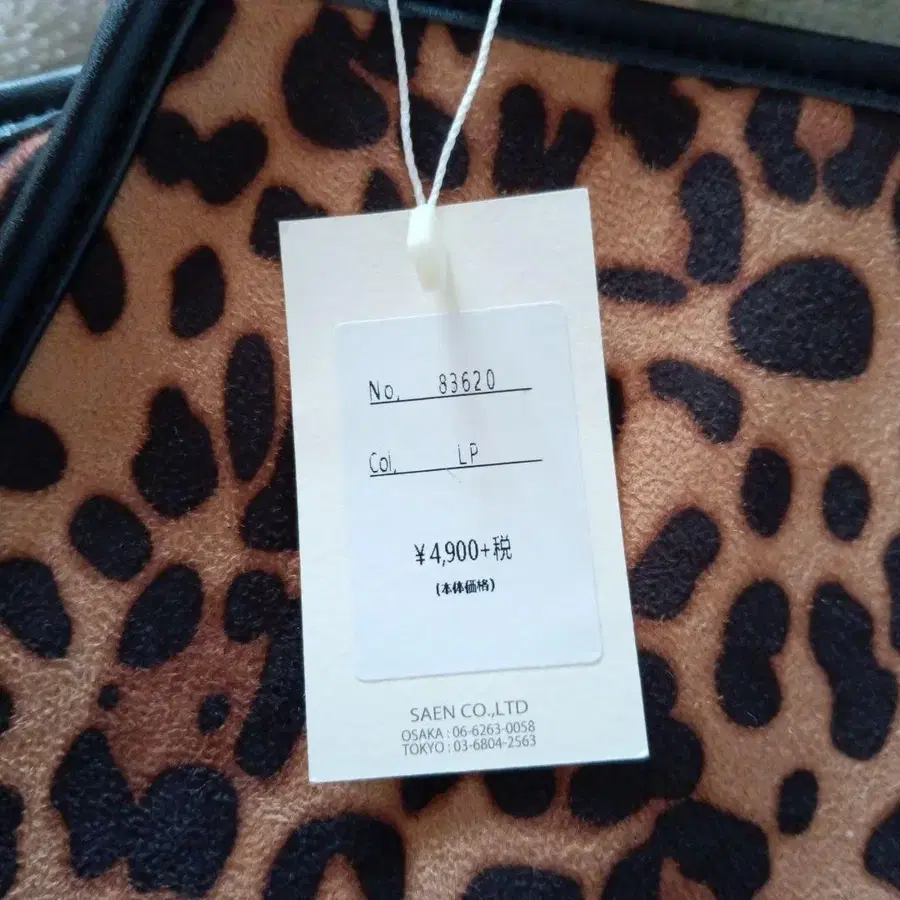 No. 83620
Col. LP
¥4,900+税
(本体価格)
SAEN CO.,LTD
OSAKA : 06-6263-0058
TOKYO : 03-6804-2563